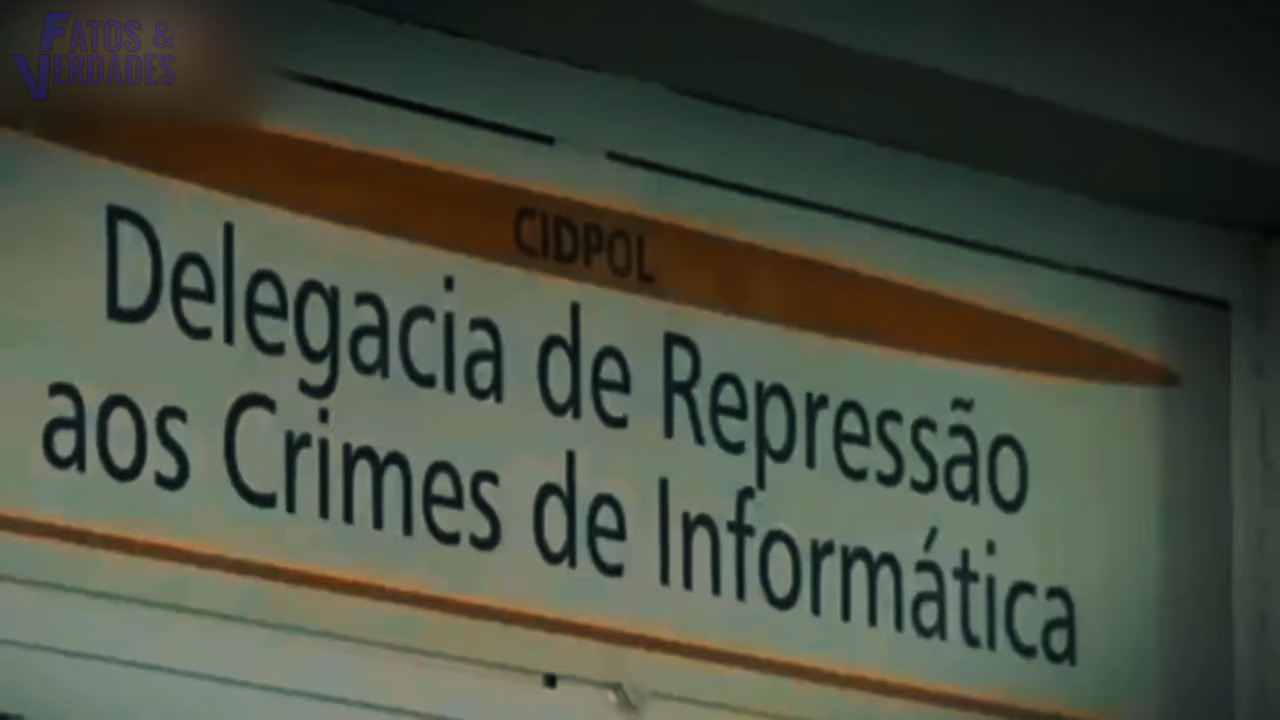 FATOS &
VERDADES
CIDPOL
Delegacia de Repressão
aos Crimes de Informática